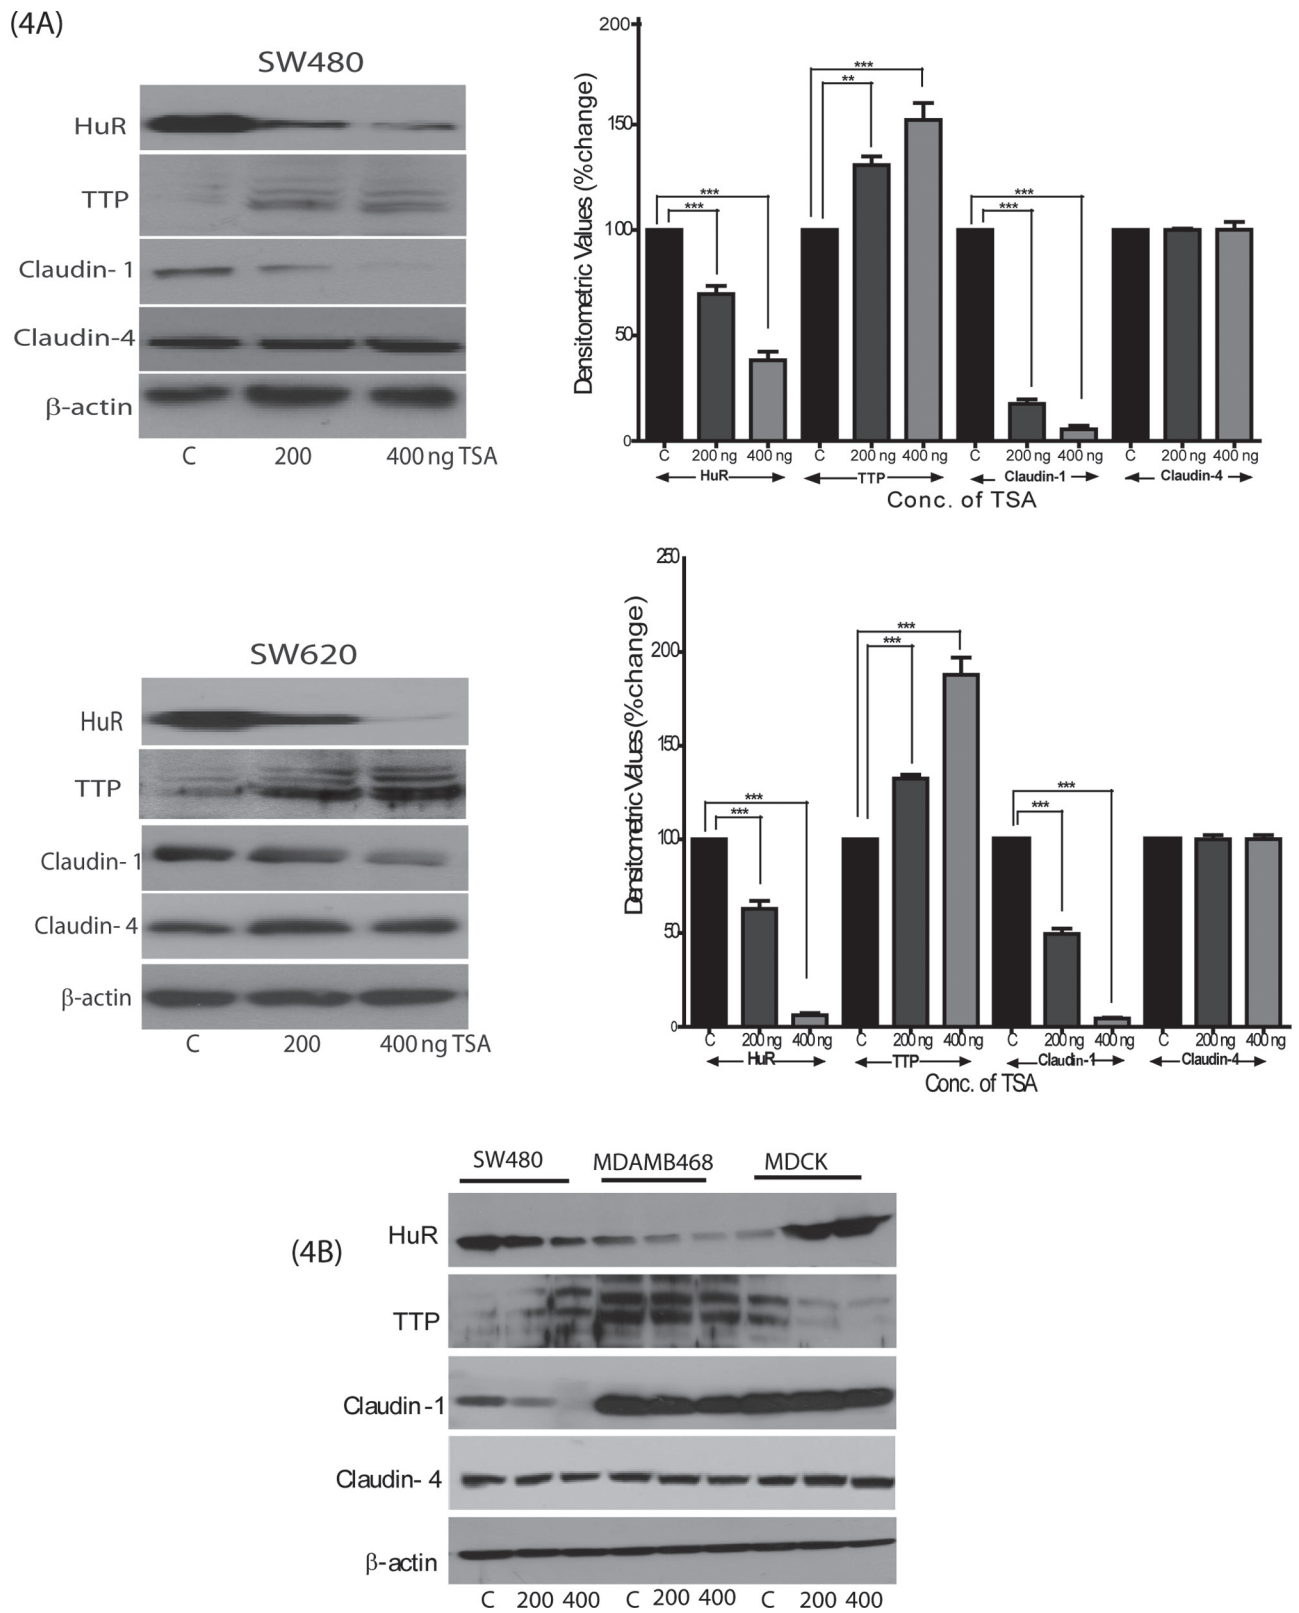 (4A)
SW480
HuR
TTP
Claudin- 1
Claudin-4
β-actin
C 200 400 ng TSA
Densitometric Values (% change)
200
150
100
50
0
*** ***
*** **
*** ***
C 200 ng 400 ng C 200 ng 400 ng C 200 ng 400 ng C 200 ng 400 ng
HuR TTP Claudin-1 Claudin-4
Conc. of TSA
SW620
HuR
TTP
Claudin- 1
Claudin- 4
β-actin
C 200 400 ng TSA
Densitometric Values (% change)
250
200
150
100
50
0
*** ***
*** ***
*** ***
C 200 ng 400 ng C 200 ng 400 ng C 200 ng 400 ng C 200 ng 400 ng
HuR TTP Claudin-1 Claudin-4
Conc. of TSA
(4B)
SW480 MDAMB468 MDCK
HuR
TTP
Claudin -1
Claudin- 4
β-actin
C 200 400 C 200 400 C 200 400